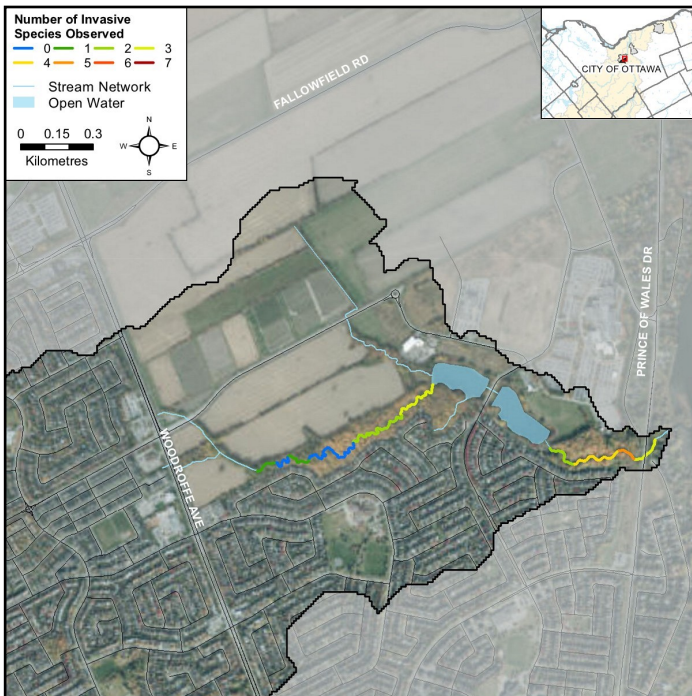 Number of Invasive
Species Observed
0 1 2 3
4 5 6 7
Stream Network
Open Water
0 0.15 0.3
Kilometres
N
W E
S
CITY OF OTTAWA
FALLOWFIELD RD
PRINCE OF WALES DR
WOODROFFE AVE